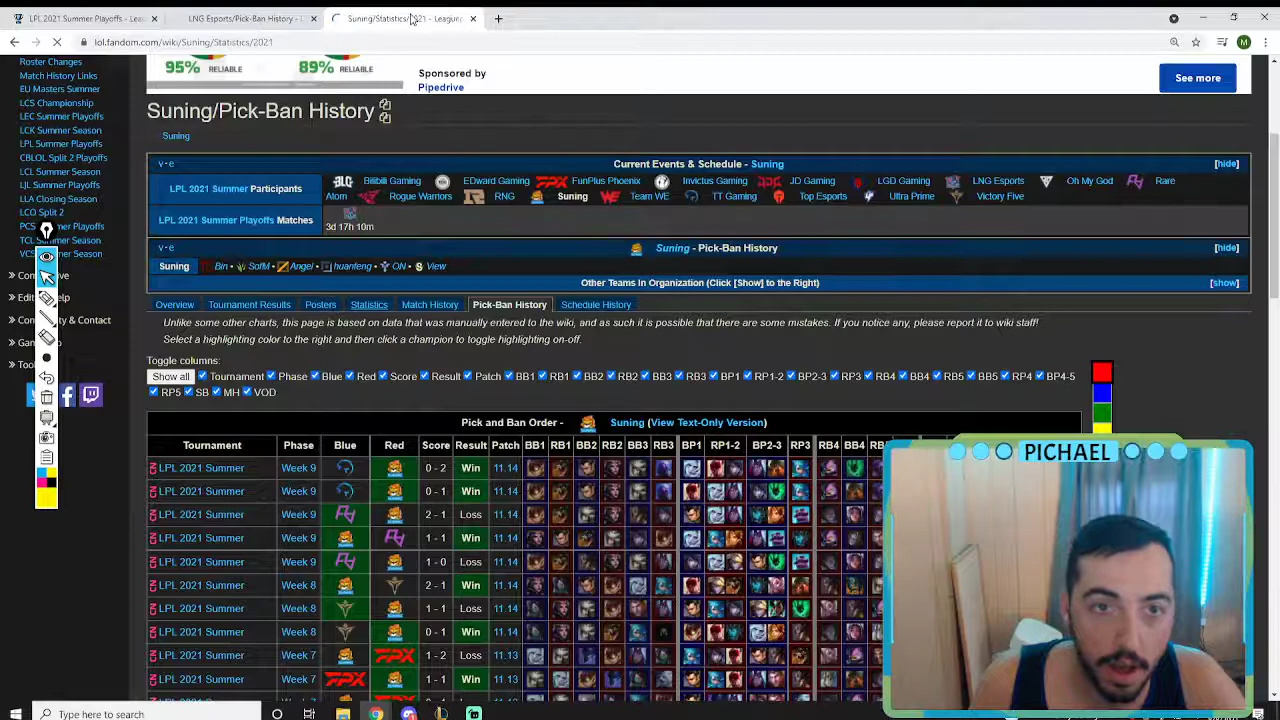 LPL 2021 Summer Playoffs - Lea
LNG Esports/Pick-Ban History -
Suning/Statistics/2021 - Leaguep
lol.fandom.com/wiki/Suning/Statistics/2021
M
Roster Changes
Match History Links
EU Masters Summer
LCS Championship
LEC Summer Playoffs
LCK Summer Season
LPL Summer Playoffs
CBLOL Split 2 Playoffs
LCL Summer Season
LJL Summer Playoffs
LLA Closing Season
LCO Split 2
PCS Summer Playoffs
TCL Summer Season
95% RELIABLE 89% RELIABLE
Sponsored by
Pipedrive
See more
Suning/Pick-Ban History
Suning
v-e Current Events & Schedule - Suning [hide]
LPL 2021 Summer Participants Bilibili Gaming EDward Gaming FunPlus Phoenix Invictus Gaming JD Gaming LGD Gaming LNG Esports Oh My God Rare
Atom Rogue Warriors RNG Suning Team WE TT Gaming Top Esports Ultra Prime Victory Five
LPL 2021 Summer Playoffs Matches
3d 17h 10m
v-e Suning - Pick-Ban History [hide]
Suning Bin • SofM • Angel • huanfeng • ON • View
Other Teams In Organization (Click [Show] to the Right) [show]
Overview Tournament Results Posters Statistics Match History Pick-Ban History Schedule History
Unlike some other charts, this page is based on data that was manually entered to the wiki, and as such it is possible that there are some mistakes. If you notice any, please report it to wiki staff!
Select a highlighting color to the right and then click a champion to toggle highlighting on-off.
Toggle columns:
Show all Tournament Phase Blue Red Score Result Patch BB1 RB1 BB2 RB2 BB3 RB3 BP1 RP1-2 BP2-3 RP3 RB4 BB4 RB5 BB5 RP4 BP4-5
RP5 SB MH VOD
Pick and Ban Order - Suning (View Text-Only Version)
Tournament Phase Blue Red Score Result Patch BB1 RB1 BB2 RB2 BB3 RB3 BP1 RP1-2 BP2-3 RP3 RB4 BB4
LPL 2021 Summer Week 9 0 - 2 Win 11.14
LPL 2021 Summer Week 9 0 - 1 Win 11.14
LPL 2021 Summer Week 9 2 - 1 Loss 11.14
LPL 2021 Summer Week 9 1 - 1 Win 11.14
LPL 2021 Summer Week 9 1 - 0 Loss 11.14
LPL 2021 Summer Week 8 2 - 1 Win 11.14
LPL 2021 Summer Week 8 1 - 1 Loss 11.14
LPL 2021 Summer Week 8 0 - 1 Win 11.14
LPL 2021 Summer Week 7 FPX 1 - 2 Loss 11.13
LPL 2021 Summer Week 7 FPX 1 - 1 Win 11.13
PICHAEL
Type here to search